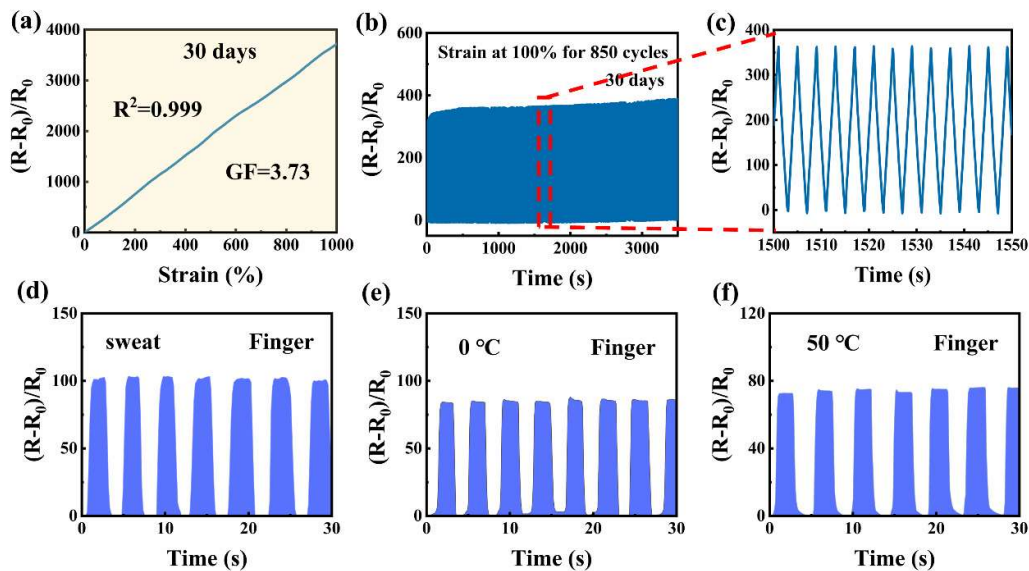 (a)
4000
3000
2000
1000
0
(R-R₀)/R₀
30 days
R²=0.999
GF=3.73
0 200 400 600 800 1000
Strain (%)
(b)
600
400
200
0
(R-R₀)/R₀
Strain at 100% for 850 cycles
30 days
0 1000 2000 3000
Time (s)
(c)
400
300
200
100
0
(R-R₀)/R₀
1500 1510 1520 1530 1540 1550
Time (s)
(d)
150
100
50
0
(R-R₀)/R₀
sweat Finger
0 10 20 30
Time (s)
(e)
150
100
50
0
(R-R₀)/R₀
0 °C Finger
0 10 20 30
Time (s)
(f)
120
80
40
0
(R-R₀)/R₀
50 °C Finger
0 10 20 30
Time (s)